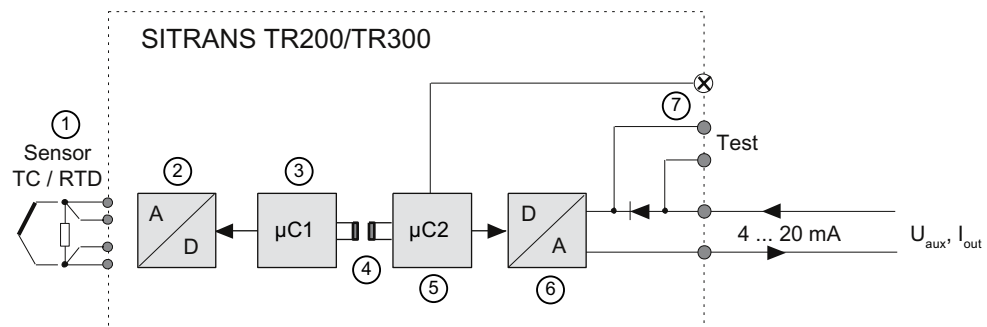 SITRANS TR200/TR300
1
Sensor
TC / RTD
2
A
D
3
µC1
4
µC2
5
D
A
6
7
Test
4 ... 20 mA
U_aux, I_out